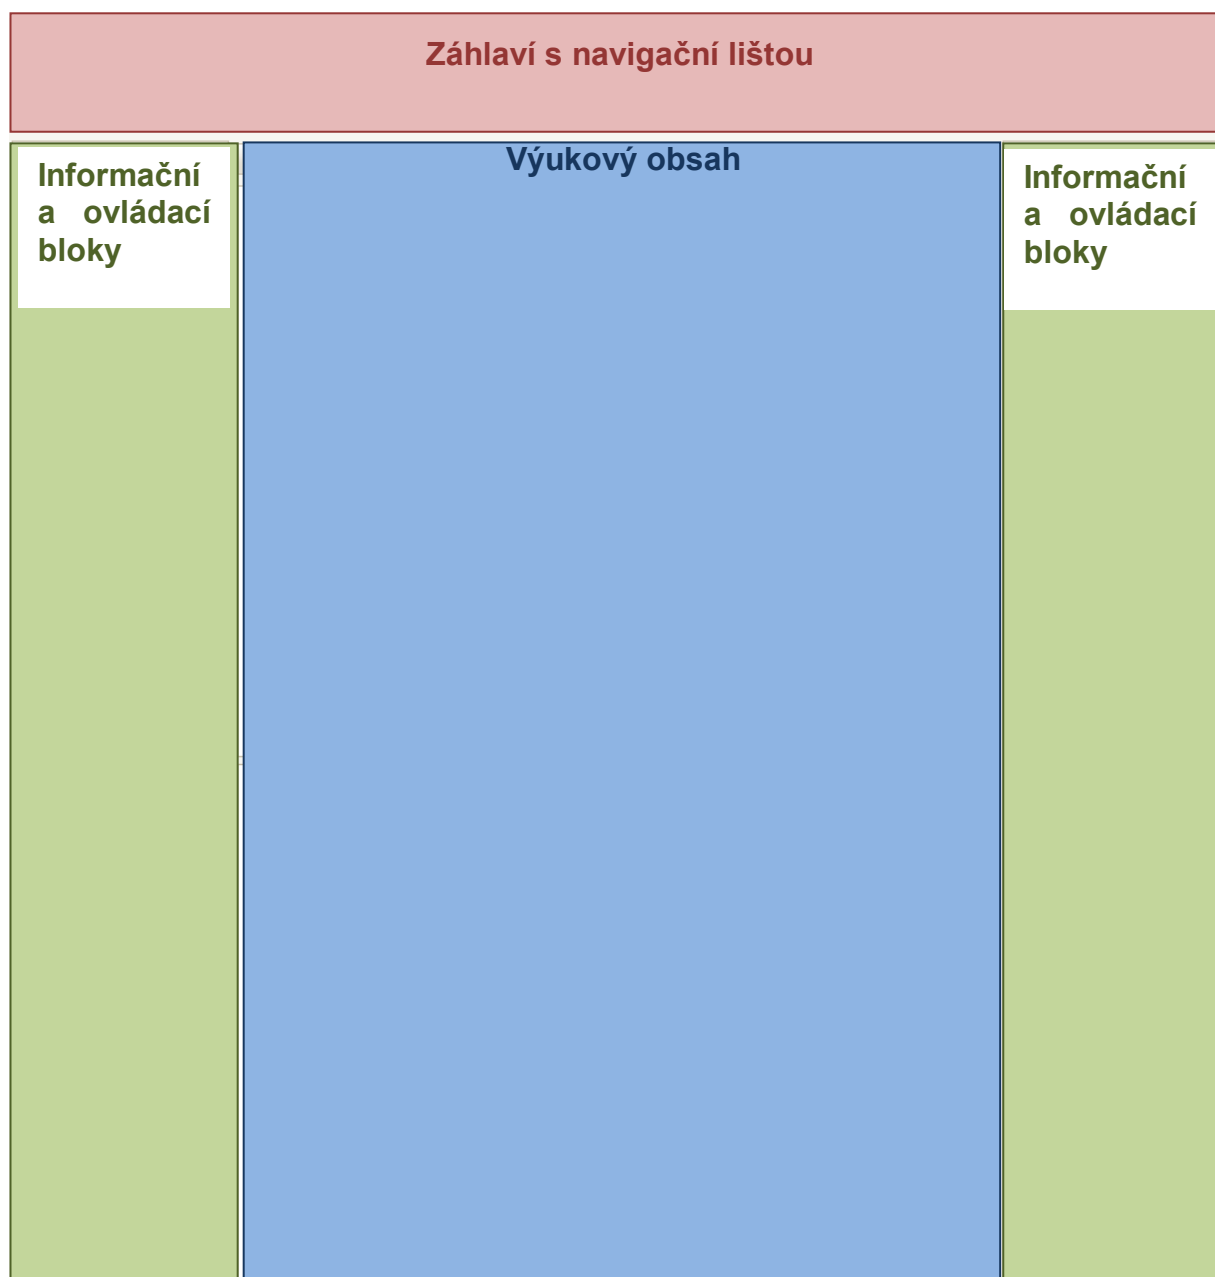 Záhlaví s navigační lištou
Výukový obsah
Informační
a ovládací
bloky
Informační
a ovládací
bloky